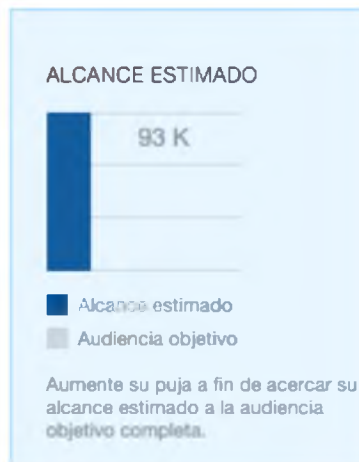 ALCANCE ESTIMADO
93 K
Alcance estimado
Audiencia objetivo
Aumente su puja a fin de acercar su
alcance estimado a la audiencia
objetivo completa.